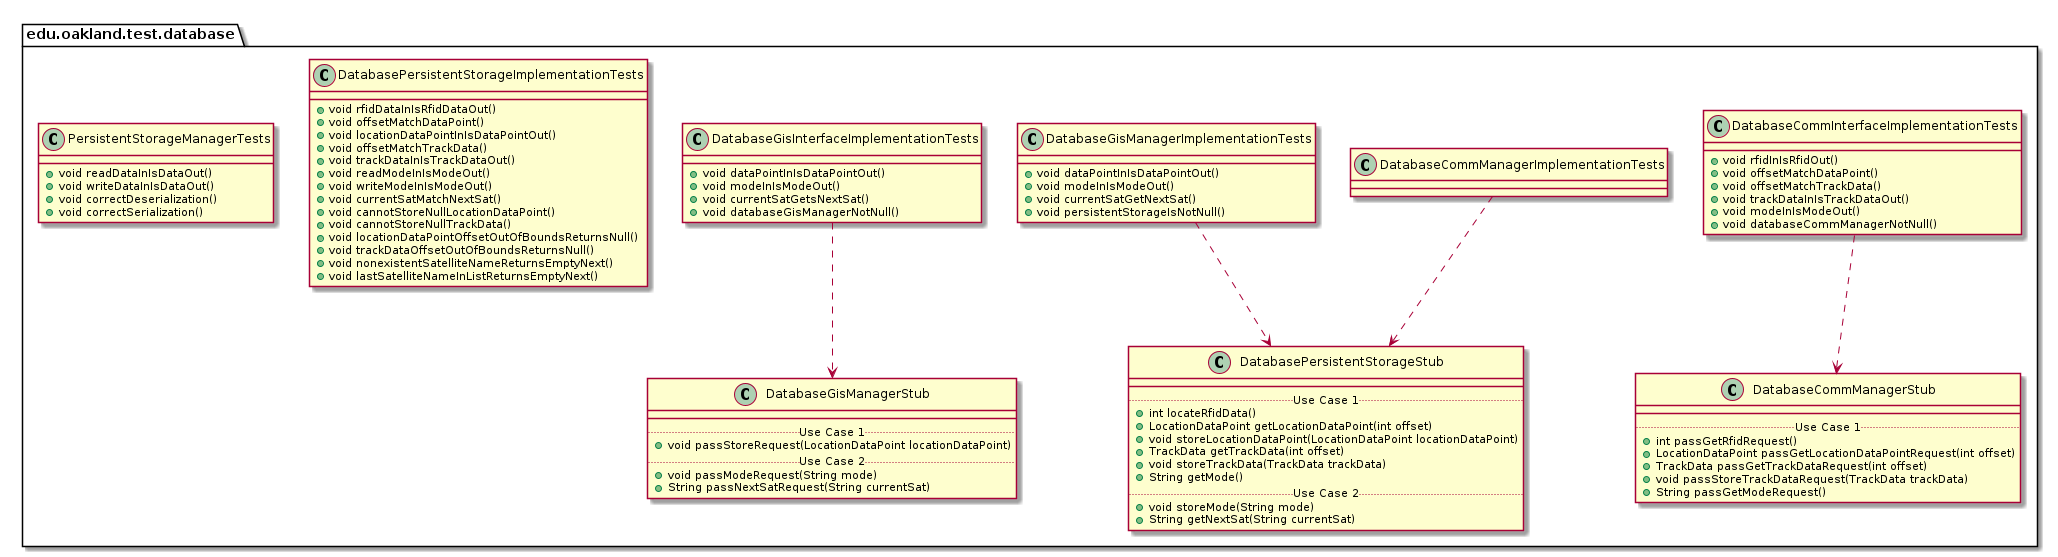 edu.oakland.test.database
C PersistentStorageManagerTests
void readDataInIsDataOut()
void writeDataInIsDataOut()
void correctDeserialization()
void correctSerialization()
C DatabasePersistentStorageImplementationTests
void rfidDataInIsRfidDataOut()
void offsetMatchDataPoint()
void locationDataPointInIsDataPointOut()
void offsetMatchTrackData()
void trackDataInIsTrackDataOut()
void readModeInIsModeOut()
void writeModeInIsModeOut()
void currentSatMatchNextSat()
void cannotStoreNullLocationDataPoint()
void cannotStoreNullTrackData()
void locationDataPointOffsetOutOfBoundsReturnsNull()
void trackDataOffsetOutOfBoundsReturnsNull()
void nonexistentSatelliteNameReturnsEmptyNext()
void lastSatelliteNameInListReturnsEmptyNext()
C DatabaseGisInterfaceImplementationTests
void dataPointInIsDataPointOut()
void modeInIsModeOut()
void currentSatGetsNextSat()
void databaseGisManagerNotNull()
C DatabaseGisManagerImplementationTests
void dataPointInIsDataPointOut()
void modeInIsModeOut()
void currentSatGetNextSat()
void persistentStorageIsNotNull()
C DatabaseCommManagerImplementationTests
C DatabaseCommInterfaceImplementationTests
void rfidInIsRfidOut()
void offsetMatchDataPoint()
void offsetMatchTrackData()
void trackDataInIsTrackDataOut()
void modeInIsModeOut()
void databaseCommManagerNotNull()
C DatabaseGisManagerStub
Use Case 1
void passStoreRequest(LocationDataPoint locationDataPoint)
Use Case 2
void passModeRequest(String mode)
String passNextSatRequest(String currentSat)
C DatabasePersistentStorageStub
Use Case 1
int locateRfidData()
LocationDataPoint getLocationDataPoint(int offset)
void storeLocationDataPoint(LocationDataPoint locationDataPoint)
TrackData getTrackData(int offset)
void storeTrackData(TrackData trackData)
String getMode()
Use Case 2
void storeMode(String mode)
String getNextSat(String currentSat)
C DatabaseCommManagerStub
Use Case 1
int passGetRfidRequest()
LocationDataPoint passGetLocationDataPointRequest(int offset)
TrackData passGetTrackDataRequest(int offset)
void passStoreTrackDataRequest(TrackData trackData)
String passGetModeRequest()